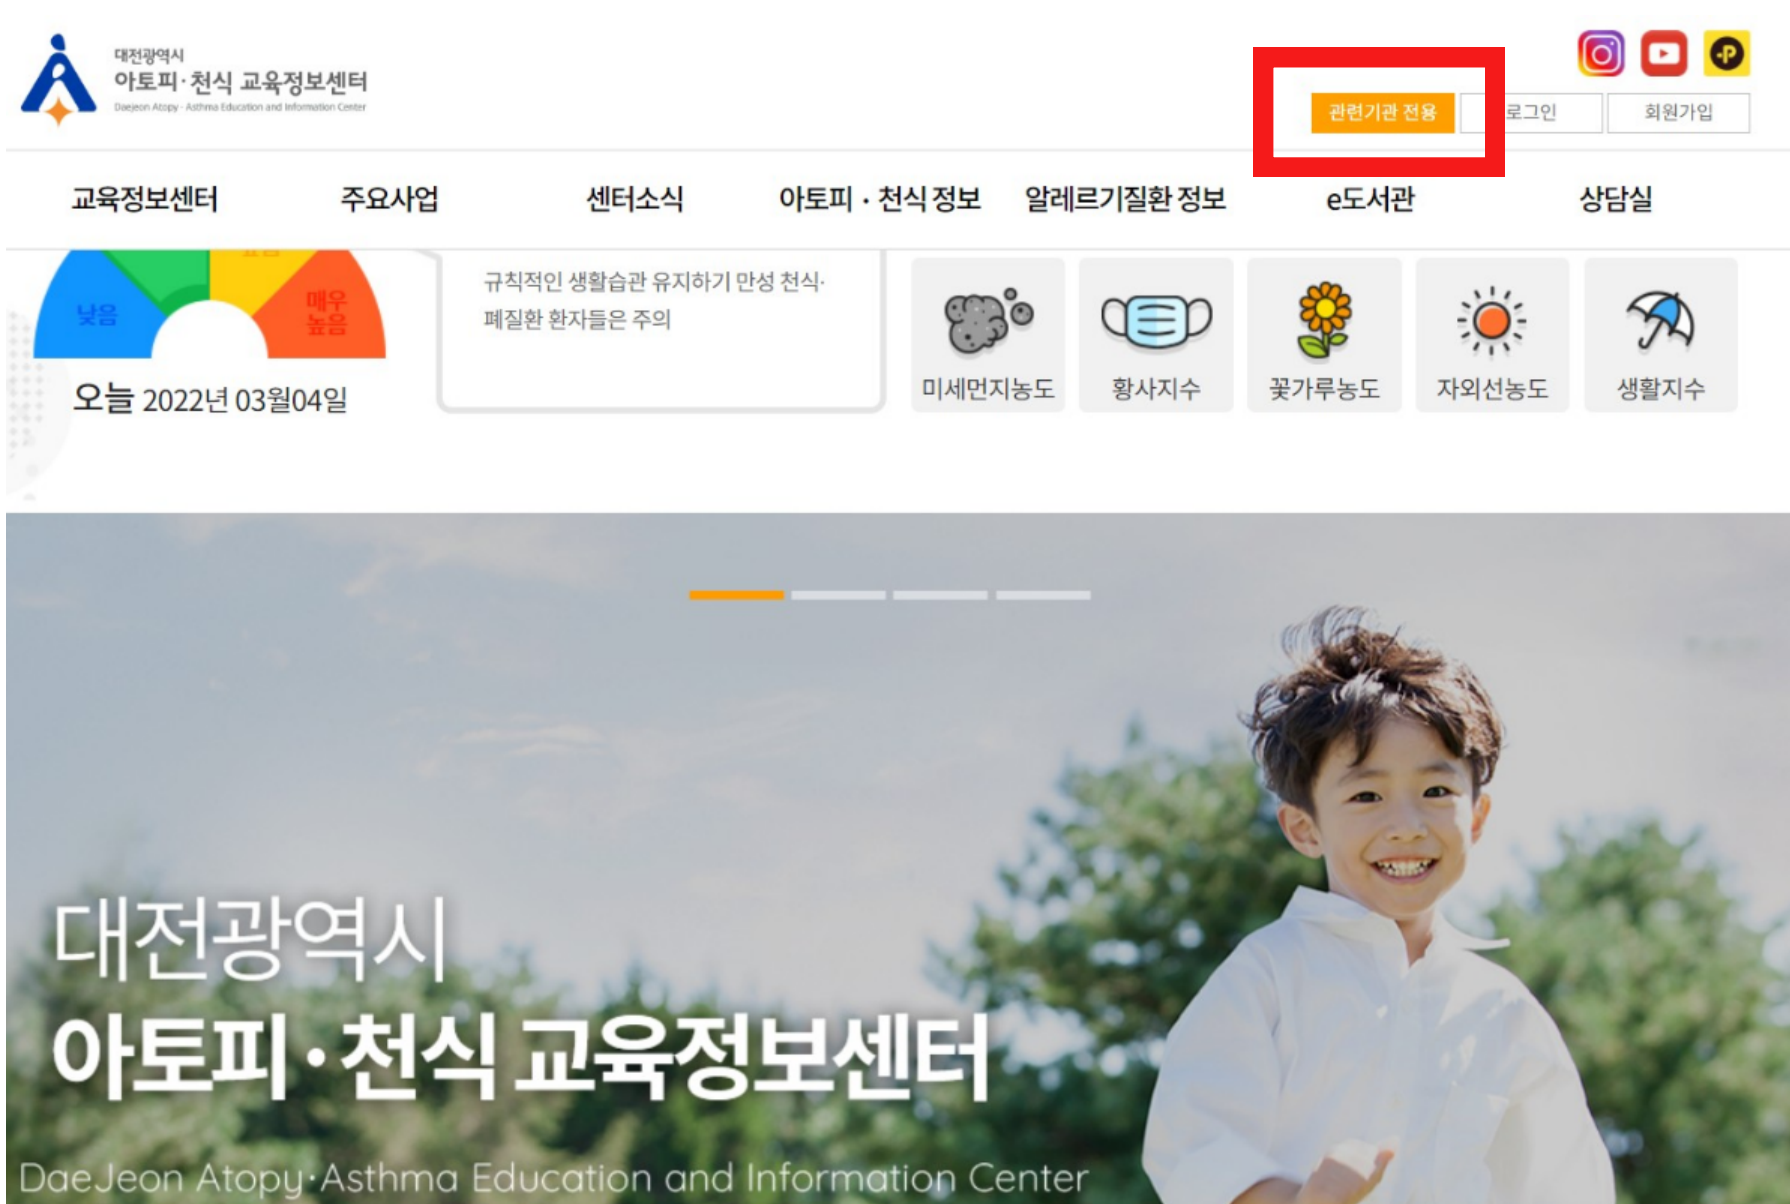 대전광역시
아토피·천식 교육정보센터
Daejeon Atopy · Asthma Education and Information Center
관련기관 전용
로그인
회원가입
교육정보센터
주요사업
센터소식
아토피 · 천식 정보
알레르기질환 정보
e도서관
상담실
낮음
매우
높음
오늘 2022년 03월04일
규칙적인 생활습관 유지하기 만성 천식·
폐질환 환자들은 주의
미세먼지농도
황사지수
꽃가루농도
자외선농도
생활지수
대전광역시
아토피·천식 교육정보센터
DaeJeon Atopy·Asthma Education and Information Center